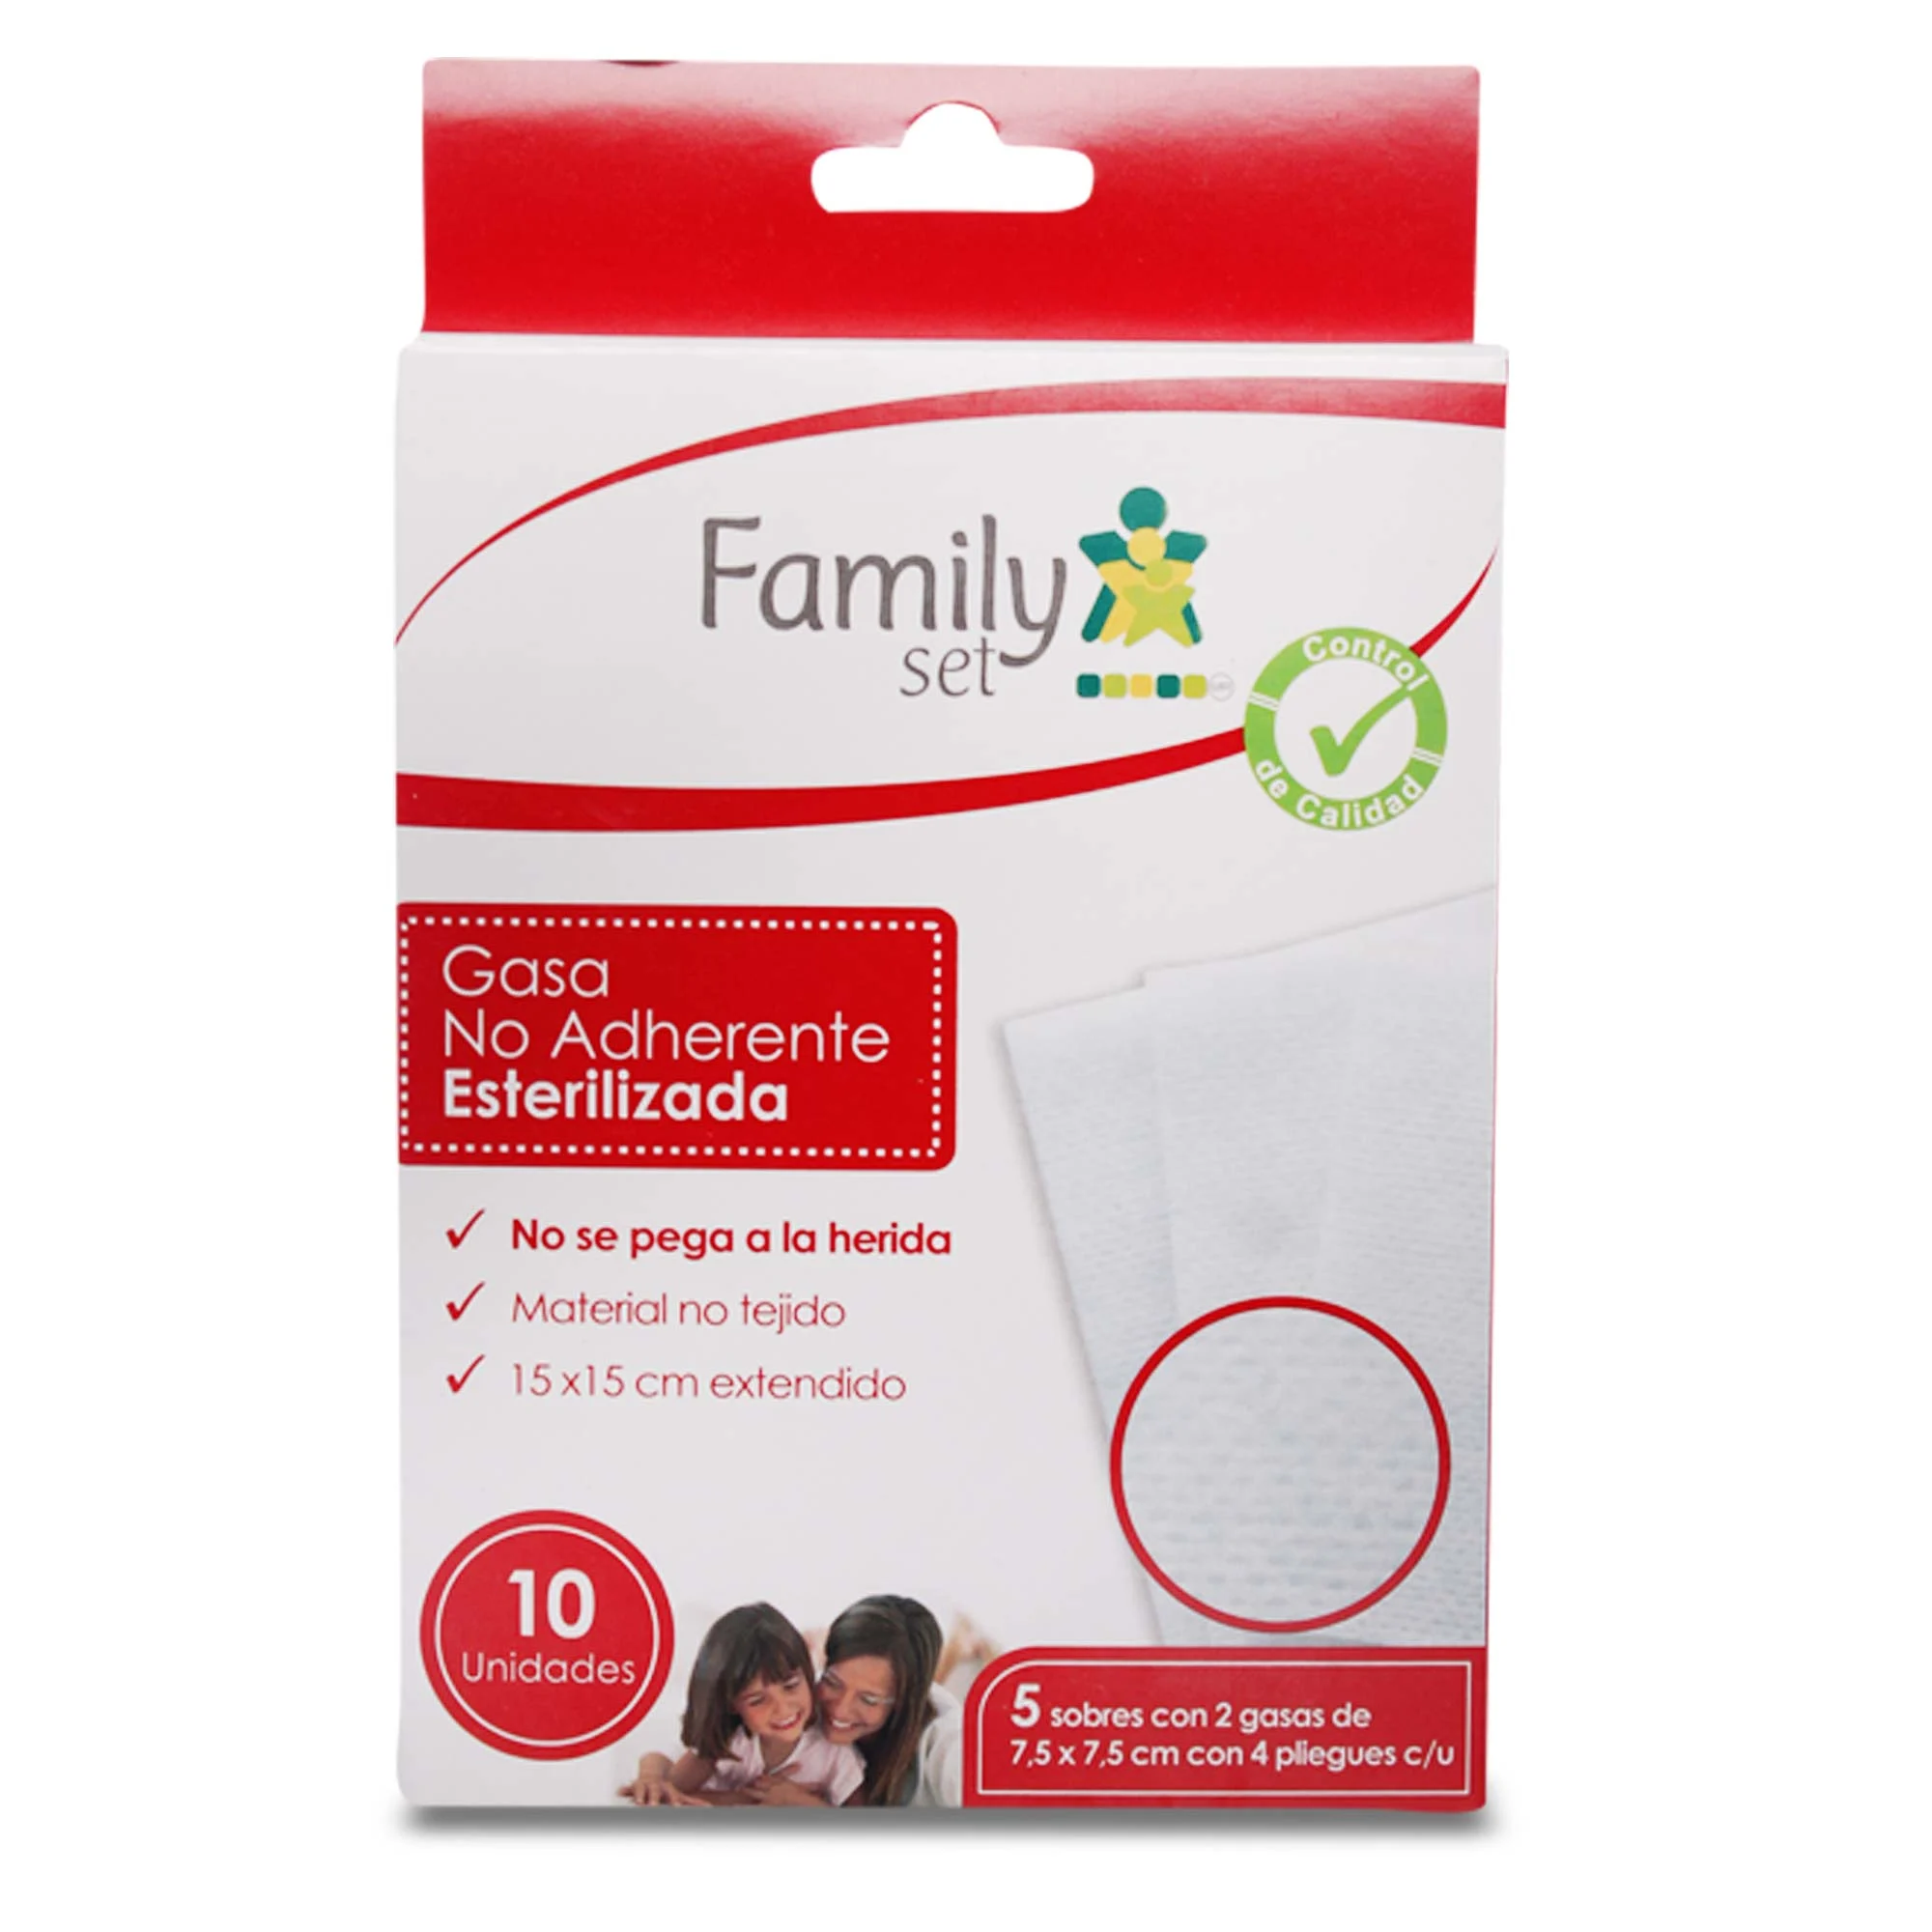 Family
set
Control
de Calidad
Gasa
No Adherente
Esterilizada
No se pega a la herida
Material no tejido
15 x15 cm extendido
10
Unidades
5 sobres con 2 gasas de
7,5 x 7,5 cm con 4 pliegues c/u